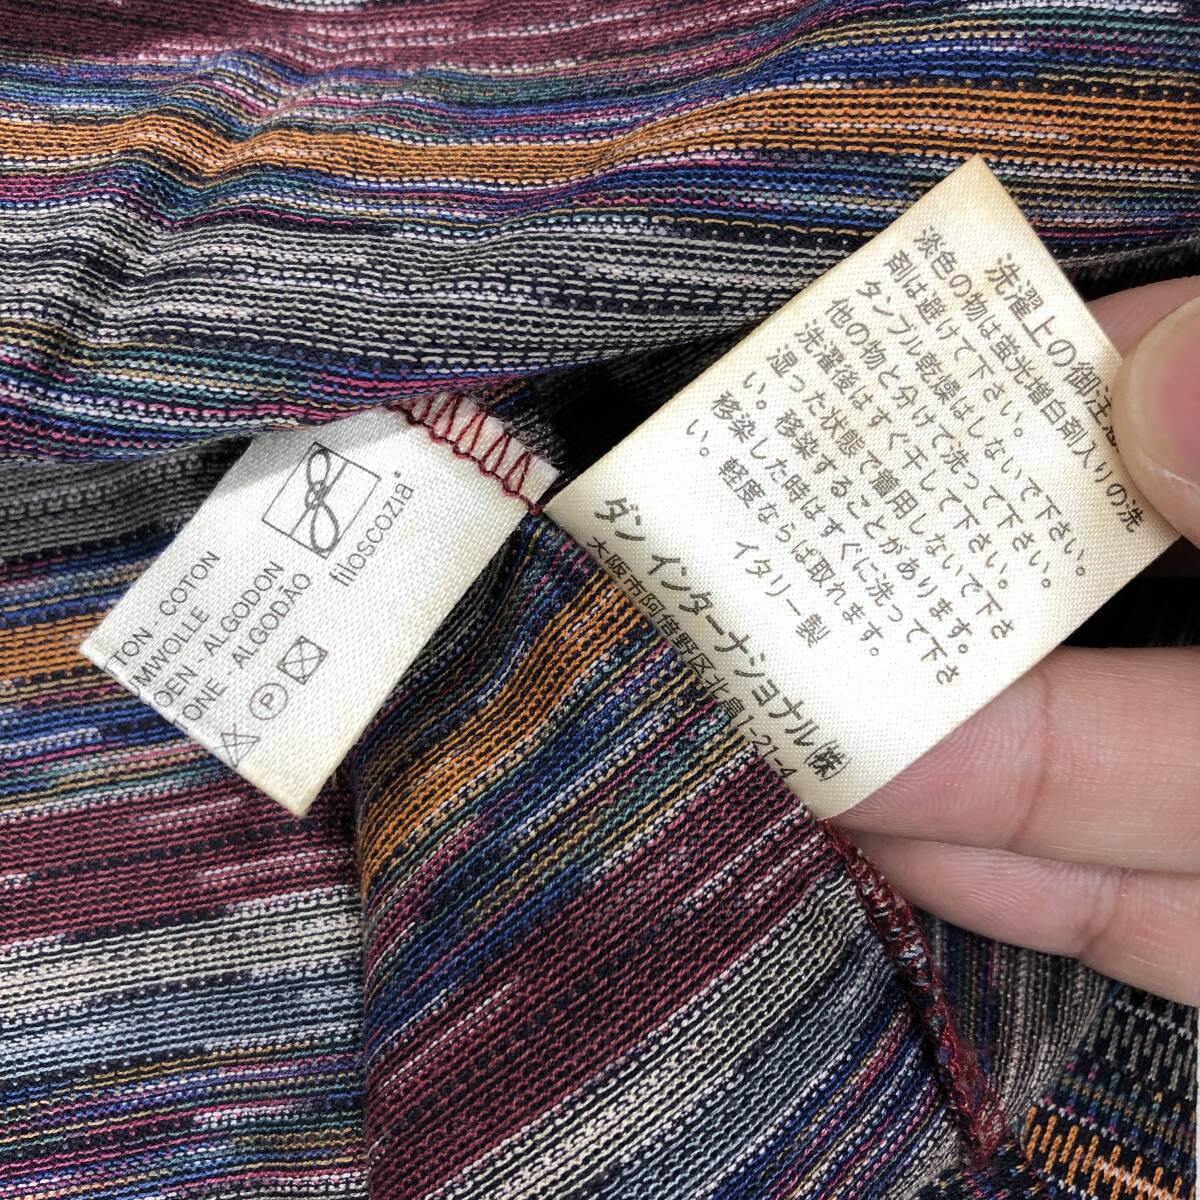 filoscozia®
TON - COTON
MWOLLE
OEN - ALGODON
ONE - ALGODÃO
P
洗濯上の御注意
淡色の物は蛍光増白剤入りの洗
剤は避けて下さい。
タンブル乾燥はしないで下さい。
他の物と分けて洗って下さい。
洗濯後はすぐ干して下さい。
湿った状態で着用しないで下さ
い。移染することがあります。
移染した時はすぐに洗って下さ
い。軽度ならば取れます。
イタリー製
ダン インターナショナル㈱
大阪市阿倍野区北畠1-21-4